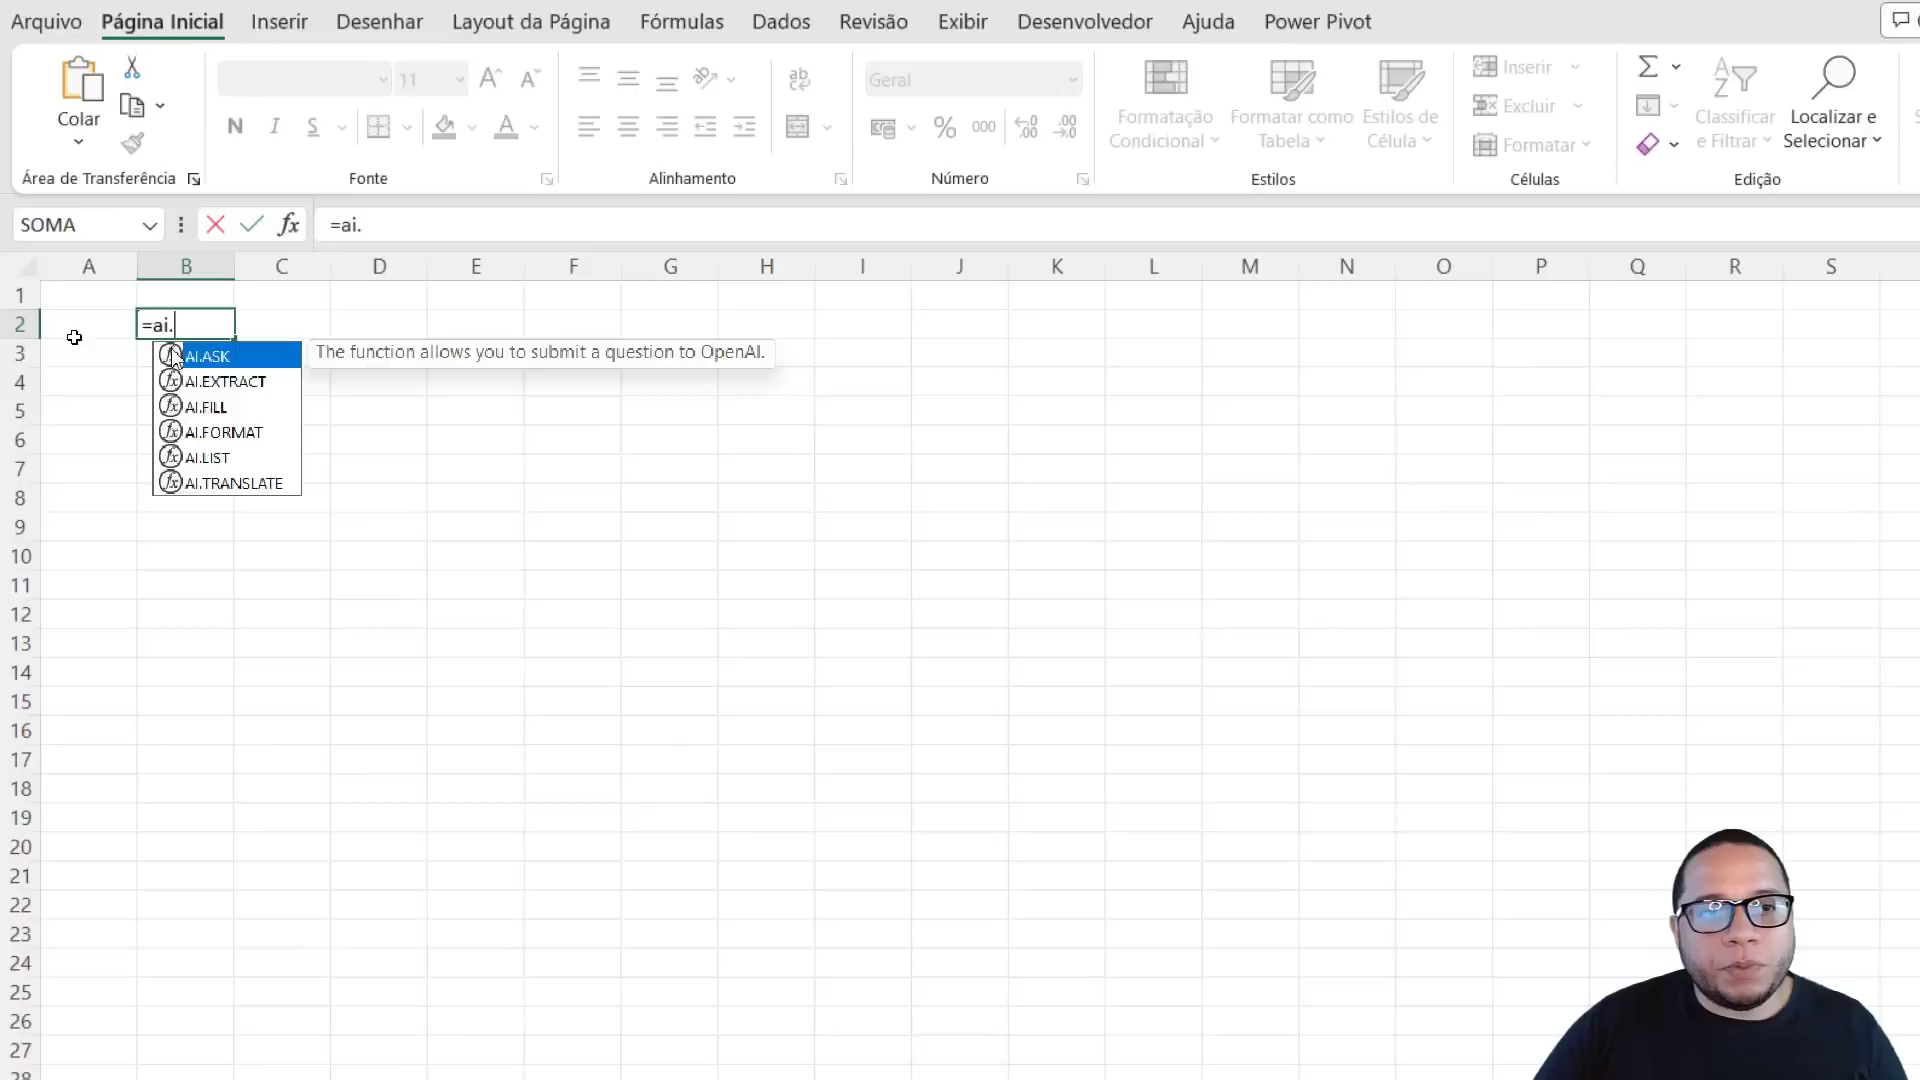 Arquivo Página Inicial Inserir Desenhar Layout da Página Fórmulas Dados Revisão Exibir Desenvolvedor Ajuda Power Pivot
Colar
11
Geral
N I S
A
ab
% 000
Formatação Condicional
Formatar como Tabela
Estilos de Célula
Inserir
Excluir
Formatar
Classificar e Filtrar
Localizar e Selecionar
Área de Transferência Fonte Alinhamento Número Estilos Células Edição
SOMA fx =ai.
A B C D E F G H I J K L M N O P Q R S
1
2 =ai.
3 AI.ASK The function allows you to submit a question to OpenAI.
4 AI.EXTRACT
5 AI.FILL
6 AI.FORMAT
7 AI.LIST
8 AI.TRANSLATE
9
10
11
12
13
14
15
16
17
18
19
20
21
22
23
24
25
26
27
28